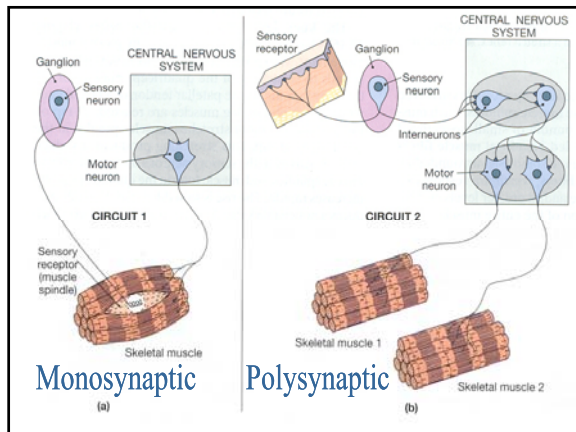 CENTRAL NERVOUS
SYSTEM
Ganglion
Sensory
neuron
Motor
neuron
CIRCUIT 1
Sensory
receptor
(muscle
spindle)
Skeletal muscle
Monosynaptic
(a)
Sensory
receptor
Ganglion
Sensory
neuron
CENTRAL NERVOUS
SYSTEM
Interneurons
Motor
neuron
CIRCUIT 2
Skeletal muscle 1
Skeletal muscle 2
Polysynaptic
(b)